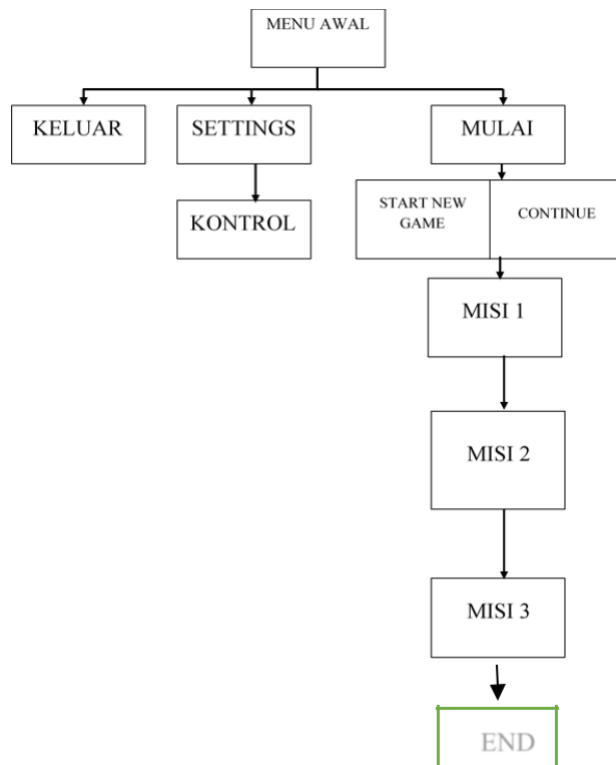 MENU AWAL
KELUAR
SETTINGS
MULAI
KONTROL
START NEW
GAME
CONTINUE
MISI 1
MISI 2
MISI 3
END